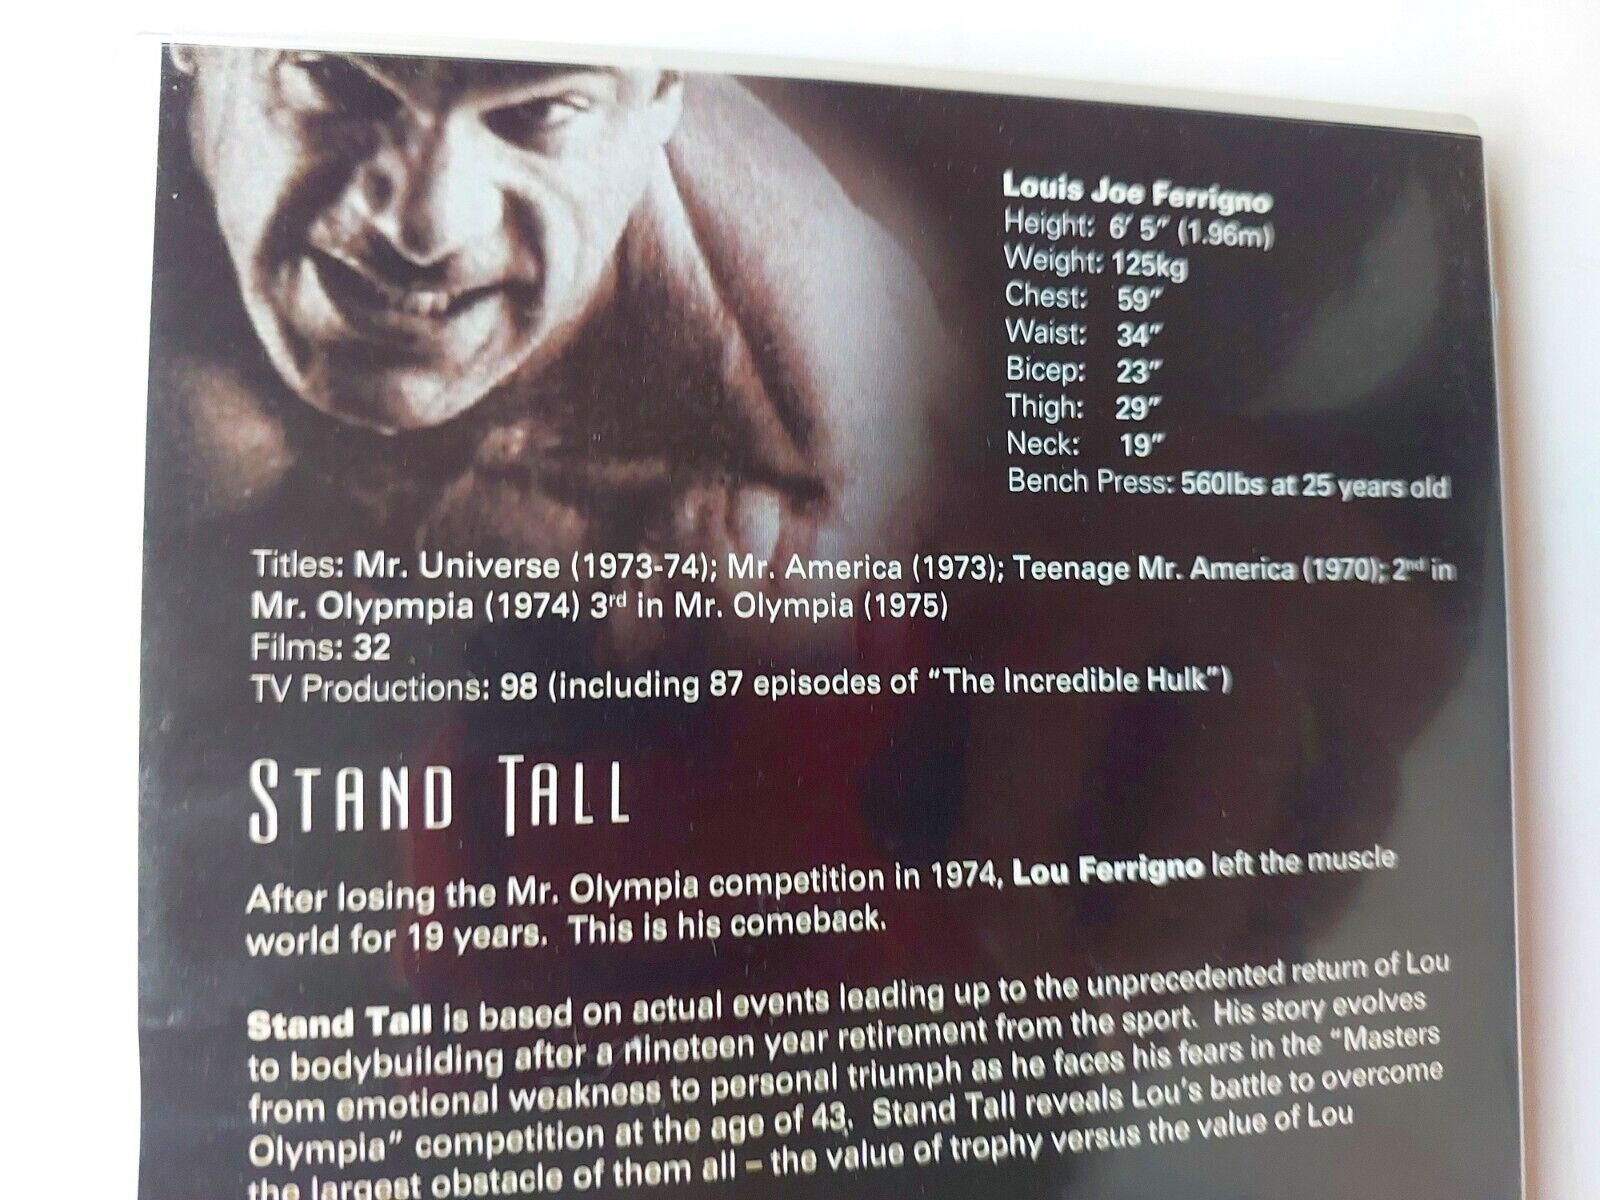 Louis Joe Ferrigno
Height: 6' 5" (1.96m)
Weight: 125kg
Chest: 59"
Waist: 34"
Bicep: 23"
Thigh: 29"
Neck: 19"
Bench Press: 560lbs at 25 years old
Titles: Mr. Universe (1973-74); Mr. America (1973); Teenage Mr. America (1970); 2nd in
Mr. Olypmpia (1974) 3rd in Mr. Olympia (1975)
Films: 32
TV Productions: 98 (including 87 episodes of "The Incredible Hulk")
STAND TALL
After losing the Mr. Olympia competition in 1974, Lou Ferrigno left the muscle
world for 19 years. This is his comeback.
Stand Tall is based on actual events leading up to the unprecedented return of Lou
to bodybuilding after a nineteen year retirement from the sport. His story evolves
from emotional weakness to personal triumph as he faces his fears in the "Masters
Olympia" competition at the age of 43. Stand Tall reveals Lou's battle to overcome
the largest obstacle of them all – the value of trophy versus the value of Lou